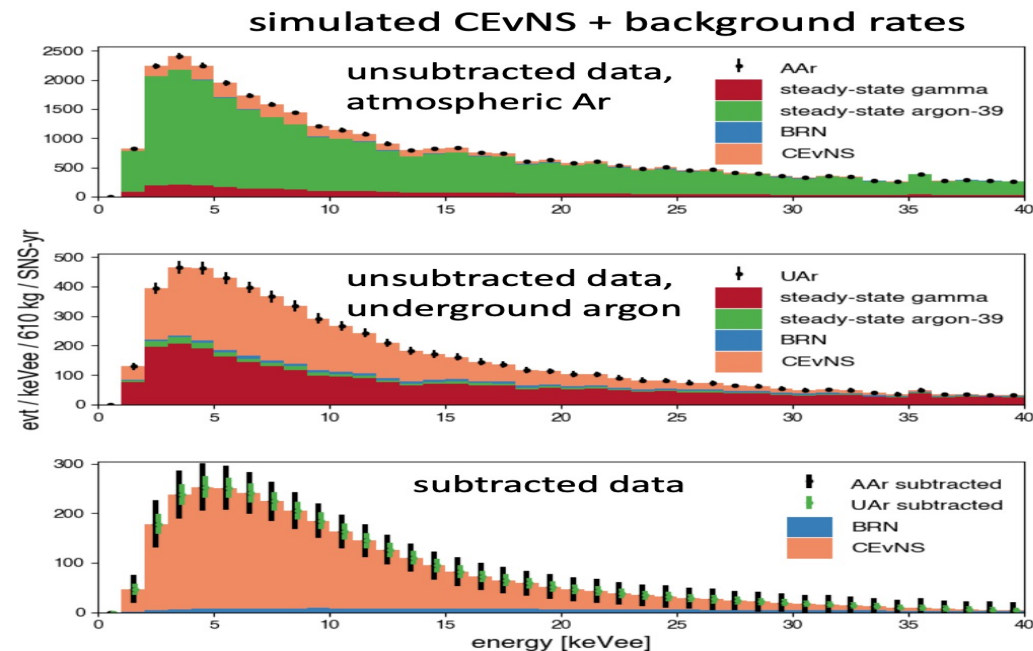 simulated CEvNS + background rates
2500
2000
1500
1000
500
0
unsubtracted data,
atmospheric Ar
AAr
steady-state gamma
steady-state argon-39
BRN
CEvNS
0 5 10 15 20 25 30 35 40
evt / keVee / 610 kg / SNS-yr
500
400
300
200
100
0
unsubtracted data,
underground argon
UAr
steady-state gamma
steady-state argon-39
BRN
CEvNS
0 5 10 15 20 25 30 35 40
300
200
100
0
subtracted data
AAr subtracted
UAr subtracted
BRN
CEvNS
0 5 10 15 20 25 30 35 40
energy [keVee]